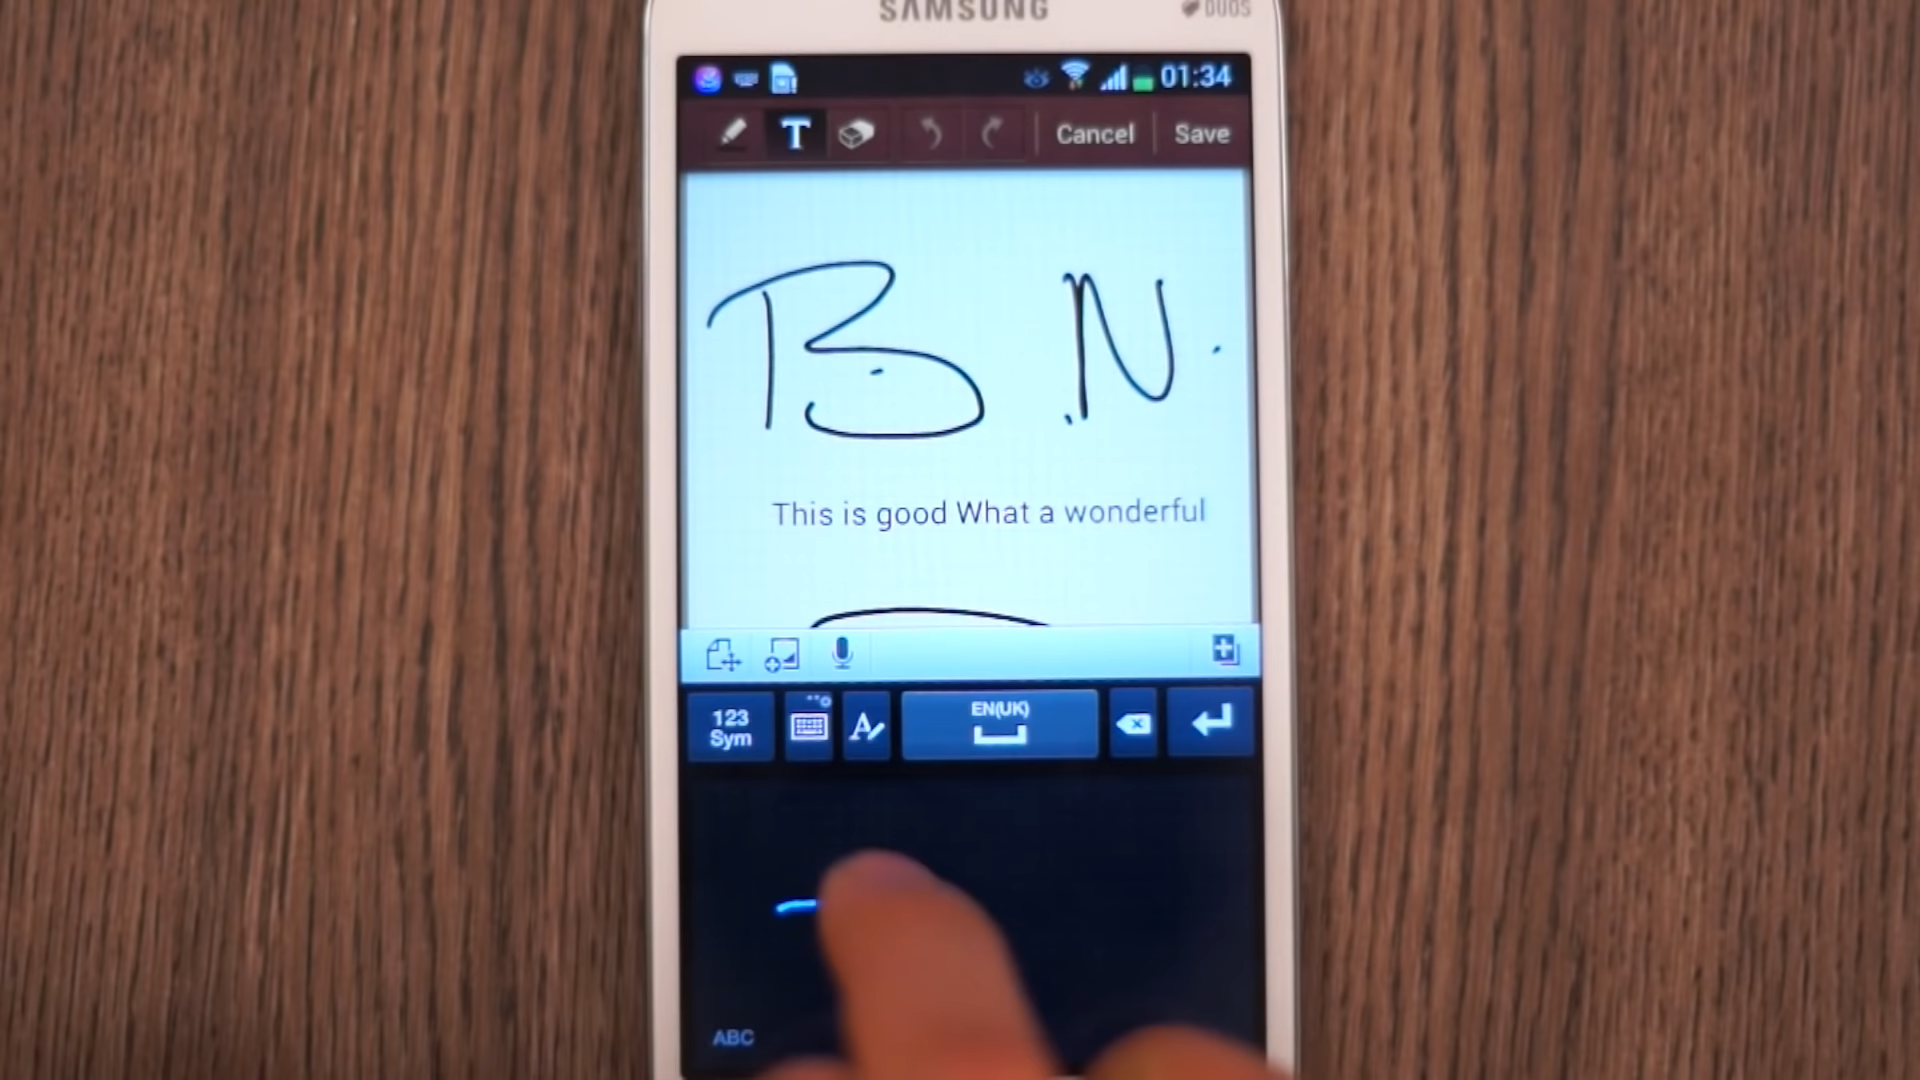 SAMSUNG DUOS
01:34
T Cancel Save
B. N.
This is good What a wonderful
123 Sym EN(UK)
ABC